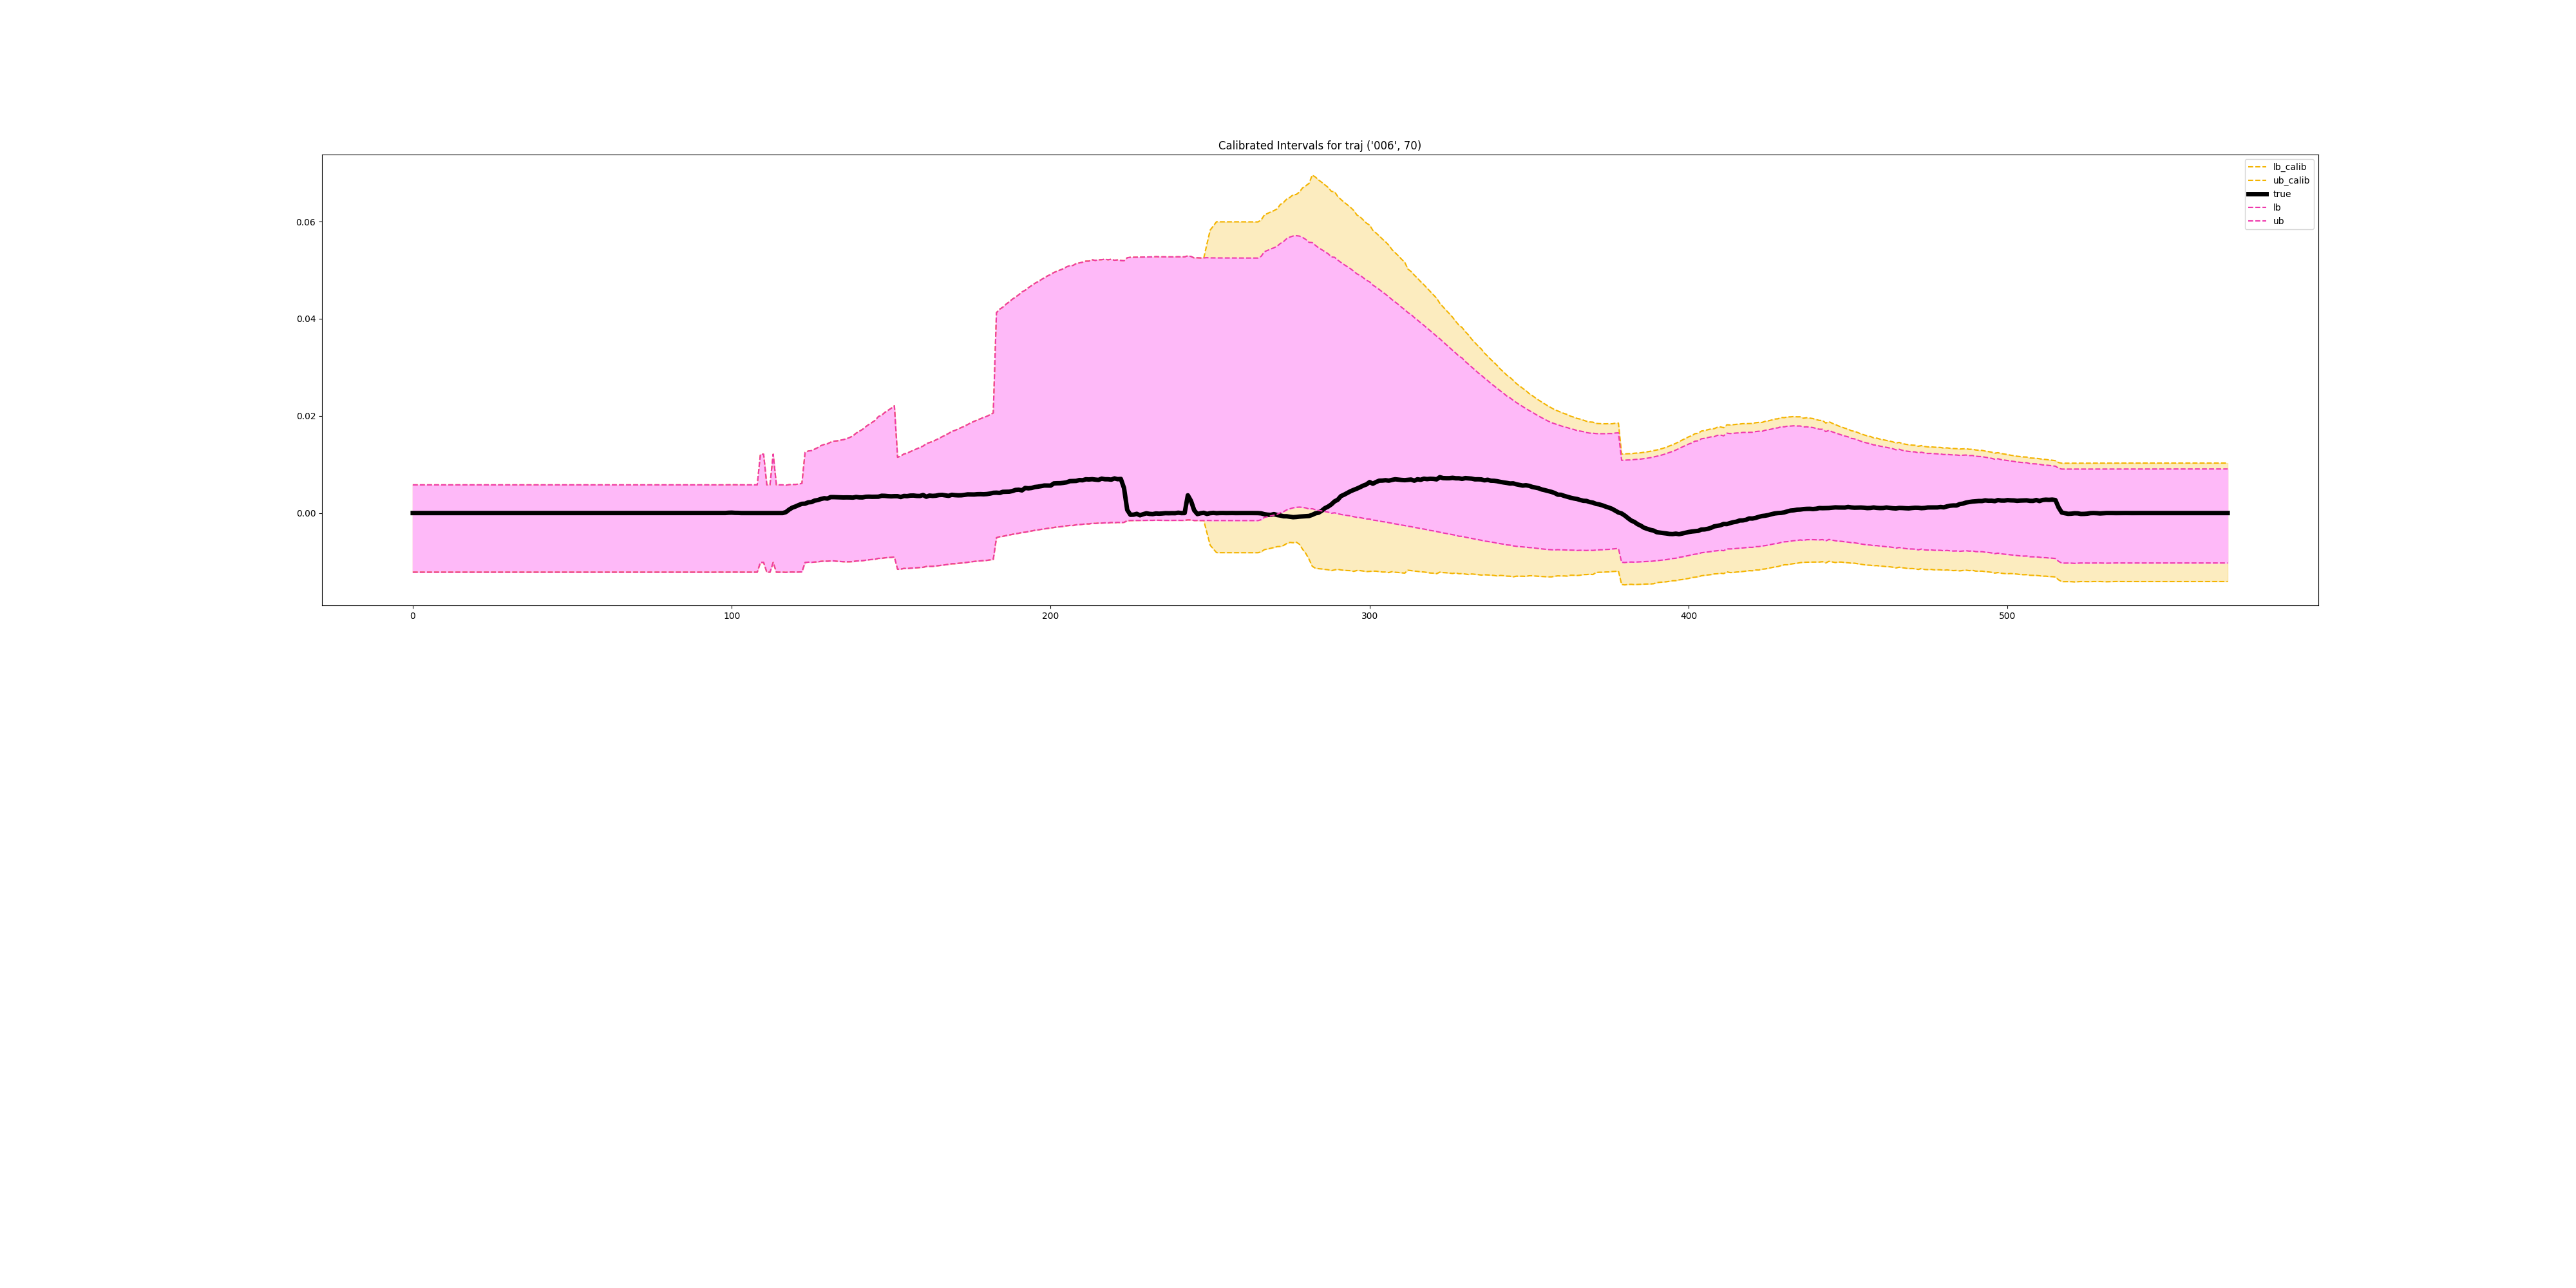 Calibrated Intervals for traj ('006', 70)
lb_calib
ub_calib
true
lb
ub
0.06
0.04
0.02
0.00
0 100 200 300 400 500